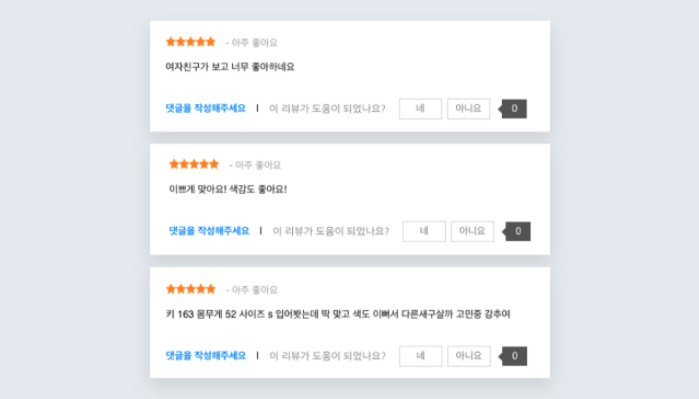 ★★★★★ - 아주 좋아요
여자친구가 보고 너무 좋아하네요
댓글을 작성해주세요 | 이 리뷰가 도움이 되었나요? 네 아니요 0
★★★★★ - 아주 좋아요
이쁘게 맞아요! 색감도 좋아요!
댓글을 작성해주세요 | 이 리뷰가 도움이 되었나요? 네 아니요 0
★★★★★ - 아주 좋아요
키 163 몸무게 52 사이즈 s 입어봣는데 딱 맞고 색도 이뻐서 다른새구살까 고민중 강추여
댓글을 작성해주세요 | 이 리뷰가 도움이 되었나요? 네 아니요 0